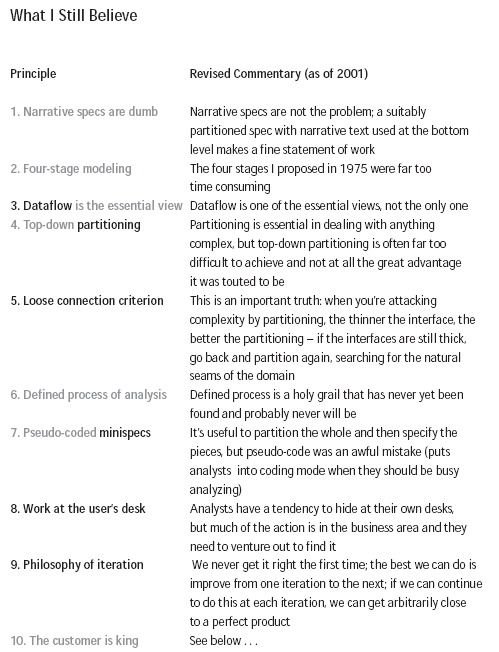 What I Still Believe
Principle Revised Commentary (as of 2001)
1. Narrative specs are dumb Narrative specs are not the problem; a suitably
partitioned spec with narrative text used at the bottom
level makes a fine statement of work
2. Four-stage modeling The four stages I proposed in 1975 were far too
time consuming
3. Dataflow is the essential view Dataflow is one of the essential views, not the only one
4. Top-down partitioning Partitioning is essential in dealing with anything
complex, but top-down partitioning is often far too
difficult to achieve and not at all the great advantage
it was touted to be
5. Loose connection criterion This is an important truth: when you're attacking
complexity by partitioning, the thinner the interface, the
better the partitioning – if the interfaces are still thick,
go back and partition again, searching for the natural
seams of the domain
6. Defined process of analysis Defined process is a holy grail that has never yet been
found and probably never will be
7. Pseudo-coded minispecs It's useful to partition the whole and then specify the
pieces, but pseudo-code was an awful mistake (puts
analysts into coding mode when they should be busy
analyzing)
8. Work at the user's desk Analysts have a tendency to hide at their own desks,
but much of the action is in the business area and they
need to venture out to find it
9. Philosophy of iteration We never get it right the first time; the best we can do is
improve from one iteration to the next; if we can continue
to do this at each iteration, we can get arbitrarily close
to a perfect product
10. The customer is king See below . . .